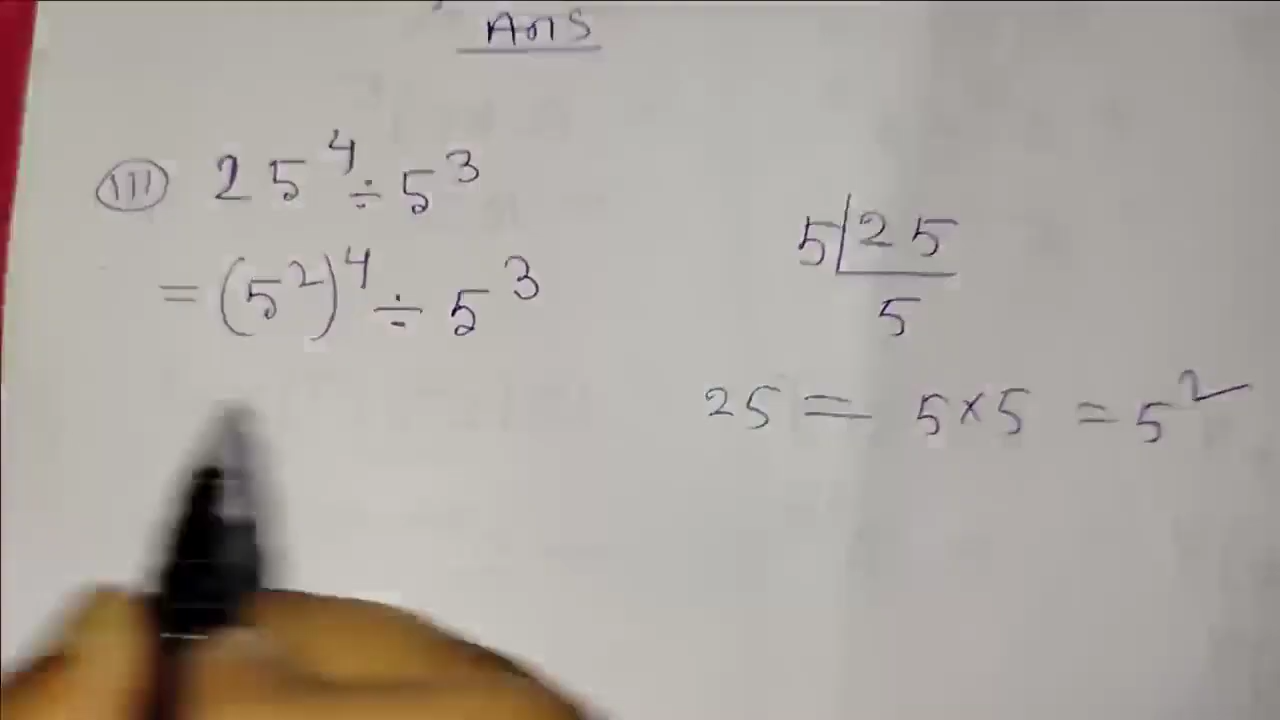 Ans
(iii) 25⁴ ÷ 5³
= (5²)⁴ ÷ 5³
5|25
5
25 = 5×5 = 5²